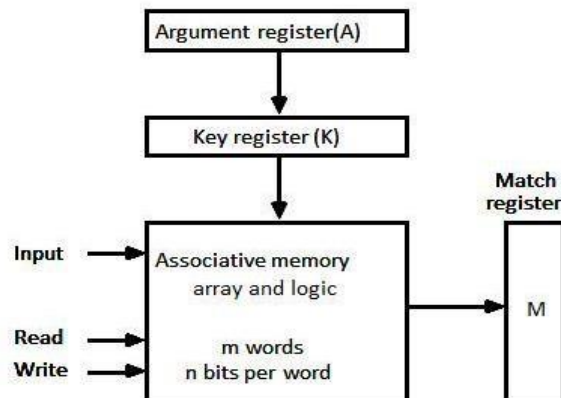 Argument register(A)
Key register (K)
Match
register
Input
Associative memory
array and logic
M
Read
m words
Write
n bits per word